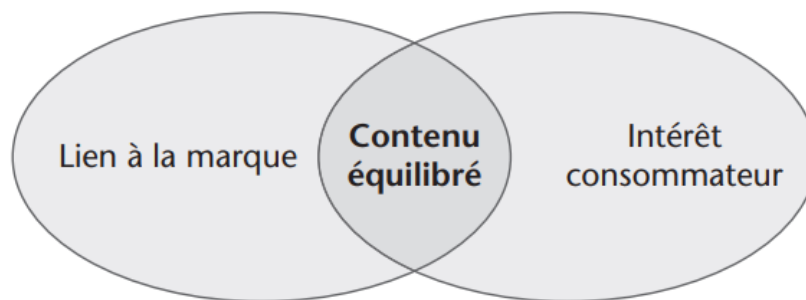 Lien à la marque
Contenu
équilibré
Intérêt
consommateur